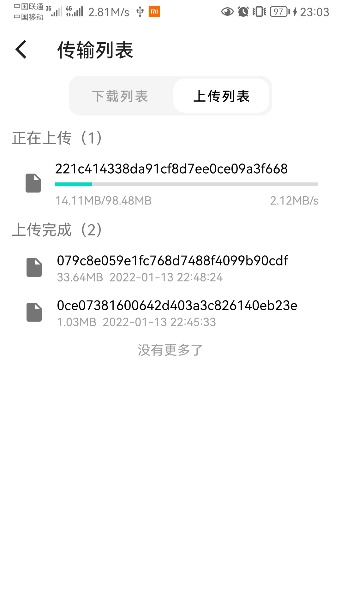 中国联通 中国移动 3G 4G 2.81M/s 97 23:03
传输列表
下载列表 上传列表
正在上传（1）
221c414338da91cf8d7ee0ce09a3f668
14.11MB/98.48MB 2.12MB/s
上传完成（2）
079c8e059e1fc768d7488f4099b90cdf
33.64MB 2022-01-13 22:48:24
0ce07381600642d403a3c826140eb23e
1.03MB 2022-01-13 22:45:33
没有更多了